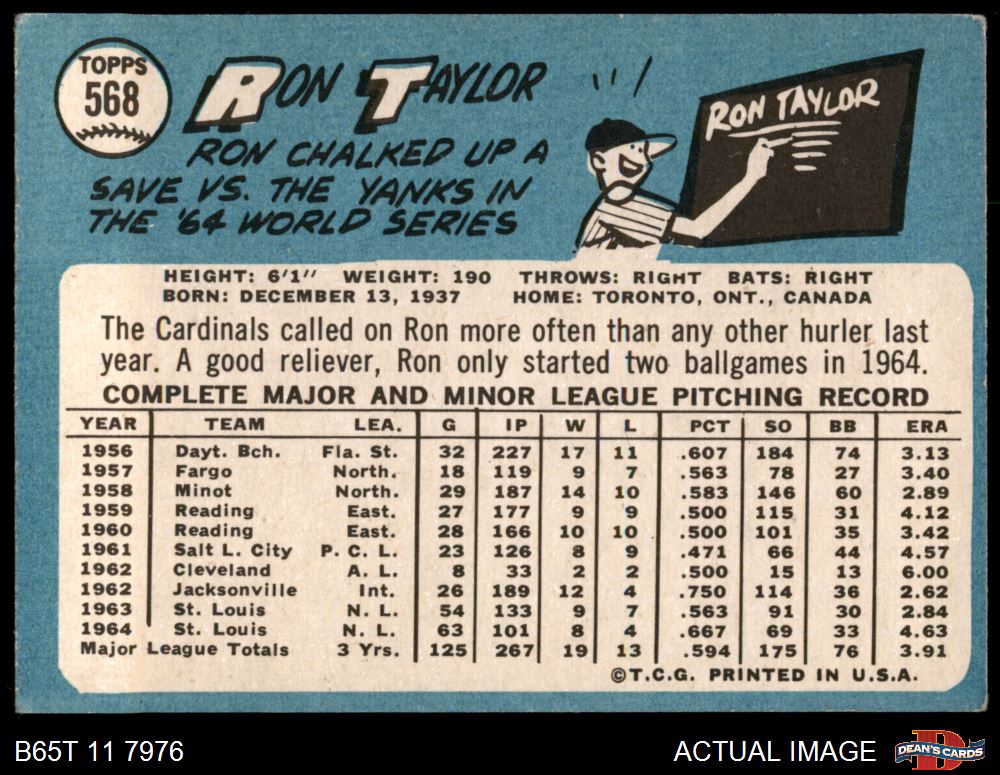 TOPPS
568
RON TAYLOR
RON CHALKED UP A
SAVE VS. THE YANKS IN
THE '64 WORLD SERIES
RON TAYLOR
HEIGHT: 6'1" WEIGHT: 190 THROWS: RIGHT BATS: RIGHT
BORN: DECEMBER 13, 1937 HOME: TORONTO, ONT., CANADA
The Cardinals called on Ron more often than any other hurler last
year. A good reliever, Ron only started two ballgames in 1964.
COMPLETE MAJOR AND MINOR LEAGUE PITCHING RECORD
YEAR TEAM LEA. G IP W L PCT SO BB ERA
1956 Dayt. Bch. Fla. St. 32 227 17 11 .607 184 74 3.13
1957 Fargo North. 18 119 9 7 .563 78 27 3.40
1958 Minot North. 29 187 14 10 .583 146 60 2.89
1959 Reading East. 27 177 9 9 .500 115 31 4.12
1960 Reading East. 28 166 10 10 .500 101 35 3.42
1961 Salt L. City P. C. L. 23 126 8 9 .471 66 44 4.57
1962 Cleveland A. L. 8 33 2 2 .500 15 13 6.00
1962 Jacksonville Int. 26 189 12 4 .750 114 36 2.62
1963 St. Louis N. L. 54 133 9 7 .563 91 30 2.84
1964 St. Louis N. L. 63 101 8 4 .667 69 33 4.63
Major League Totals 3 Yrs. 125 267 19 13 .594 175 76 3.91
©T.C.G. PRINTED IN U.S.A.
B65T 11 7976 ACTUAL IMAGE DEAN'S CARDS